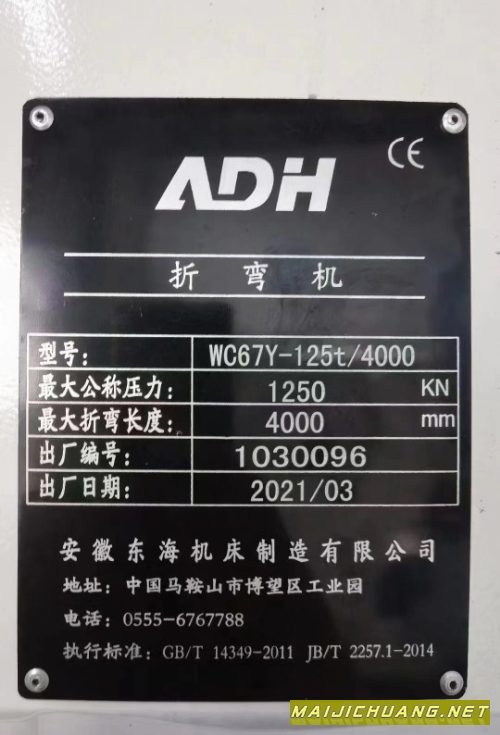 ADH
CE
折弯机
型号: WC67Y-125t/4000
最大公称压力: 1250 KN
最大折弯长度: 4000 mm
出厂编号: 1030096
出厂日期: 2021/03
安徽东海机床制造有限公司
地址: 中国马鞍山市博望区工业园
电话: 0555-6767788
执行标准: GB/T 14349-2011 JB/T 2257.1-2014
MAIJICHUANG.NET